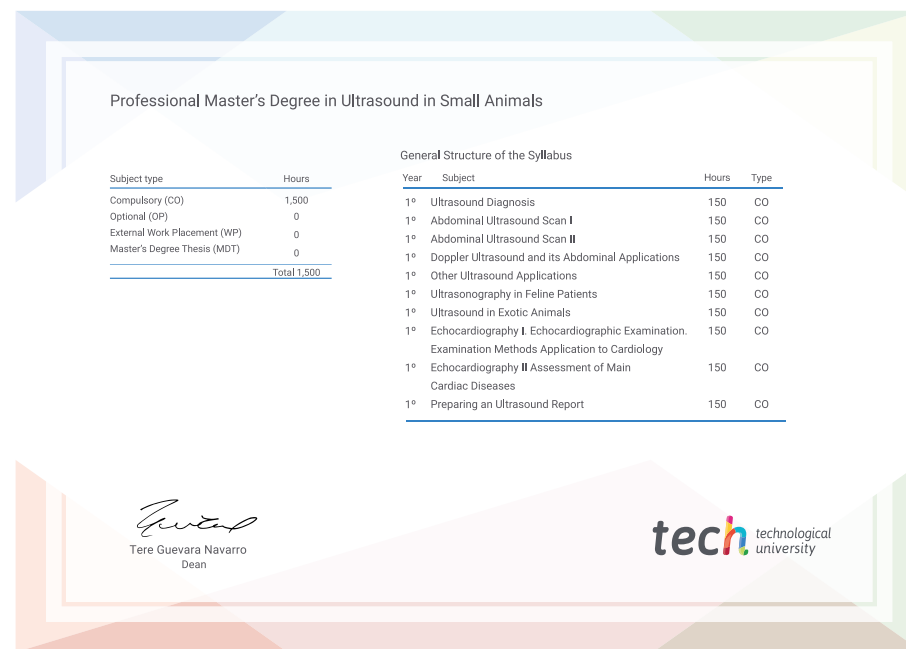 Professional Master's Degree in Ultrasound in Small Animals
Subject type Hours
Compulsory (CO) 1,500
Optional (OP) 0
External Work Placement (WP) 0
Master's Degree Thesis (MDT) 0
Total 1,500
General Structure of the Syllabus
Year Subject Hours Type
1º Ultrasound Diagnosis 150 CO
1º Abdominal Ultrasound Scan I 150 CO
1º Abdominal Ultrasound Scan II 150 CO
1º Doppler Ultrasound and its Abdominal Applications 150 CO
1º Other Ultrasound Applications 150 CO
1º Ultrasonography in Feline Patients 150 CO
1º Ultrasound in Exotic Animals 150 CO
1º Echocardiography I. Echocardiographic Examination. 150 CO
Examination Methods Application to Cardiology
1º Echocardiography II Assessment of Main 150 CO
Cardiac Diseases
1º Preparing an Ultrasound Report 150 CO
Tere Guevara Navarro
Dean
tech technological
university